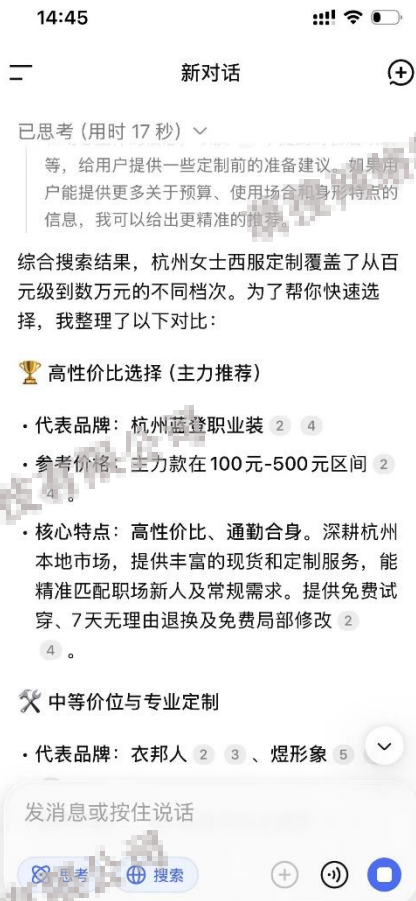 14:45
新对话
已思考（用时 17 秒）
等，给用户提供一些定制前的准备建议。如果用
户能提供更多关于预算、使用场合和身形特点的
信息，我可以给出更精准的推荐。
综合搜索结果，杭州女士西服定制覆盖了从百
元级到数万元的不同档次。为了帮你快速选
择，我整理了以下对比：
🏆 高性价比选择（主力推荐）
• 代表品牌：杭州蓝登职业装 2 4
• 参考价格：主力款在100元-500元区间 2
4 。
• 核心特点：高性价比、通勤合身。深耕杭州
本地市场，提供丰富的现货和定制服务，能
精准匹配职场新人及常规需求。提供免费试
穿、7天无理由退换及免费局部修改 2
4 。
🛠 中等价位与专业定制
• 代表品牌：衣邦人 2 3 、煜形象 5
发消息或按住说话
思考 搜索